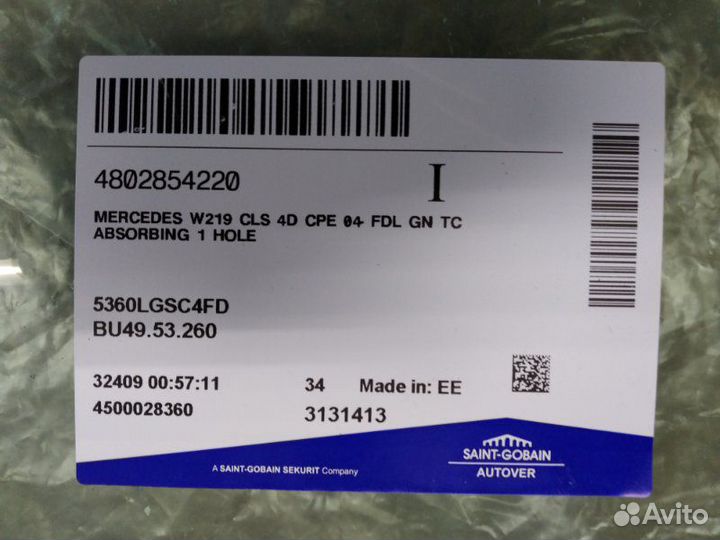 4802854220
I
MERCEDES W219 CLS 4D CPE 04- FDL GN TC
ABSORBING 1 HOLE
5360LGSC4FD
BU49.53.260
32409 00:57:11 34 Made in: EE
4500028360 3131413
SAINT-GOBAIN
AUTOVER
A SAINT-GOBAIN SEKURIT Company
Avito